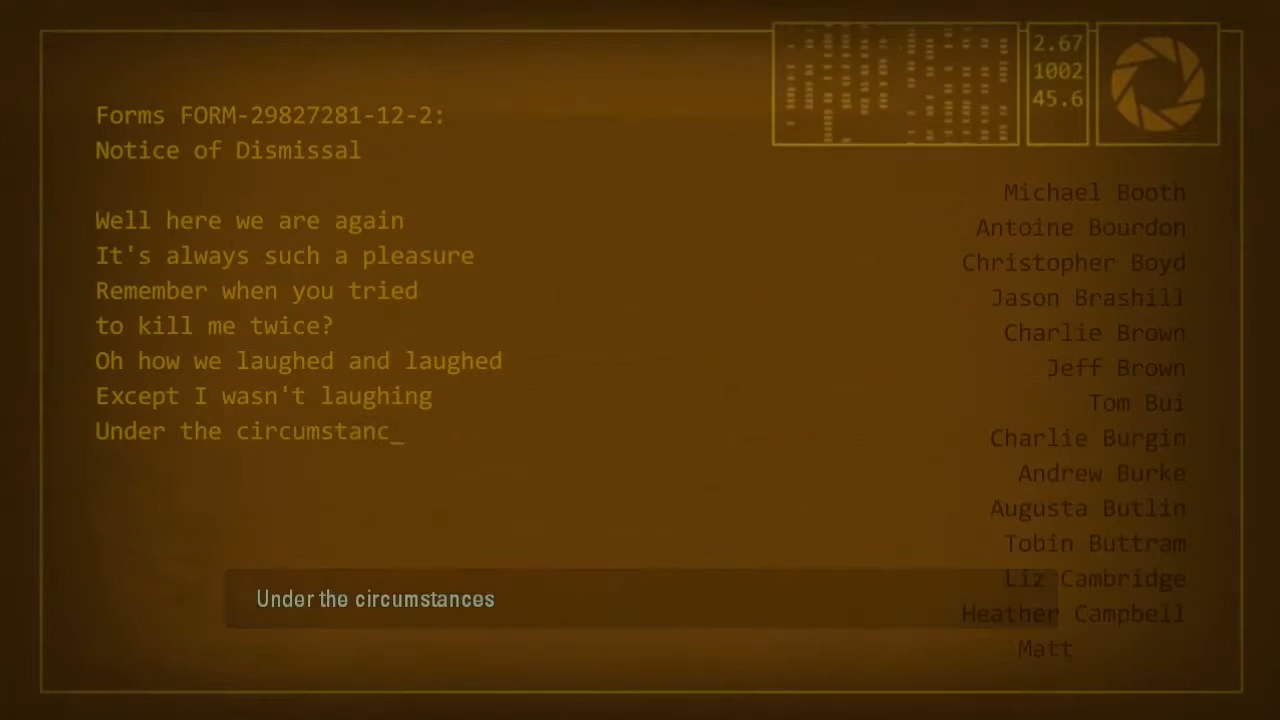 2.67
1002
45.6
Forms FORM-29827281-12-2:
Notice of Dismissal
Well here we are again
It's always such a pleasure
Remember when you tried
to kill me twice?
Oh how we laughed and laughed
Except I wasn't laughing
Under the circumstanc_
Michael Booth
Antoine Bourdon
Christopher Boyd
Jason Brashill
Charlie Brown
Jeff Brown
Tom Bui
Charlie Burgin
Andrew Burke
Augusta Butlin
Tobin Buttram
Liz Cambridge
Heather Campbell
Matt
Under the circumstances